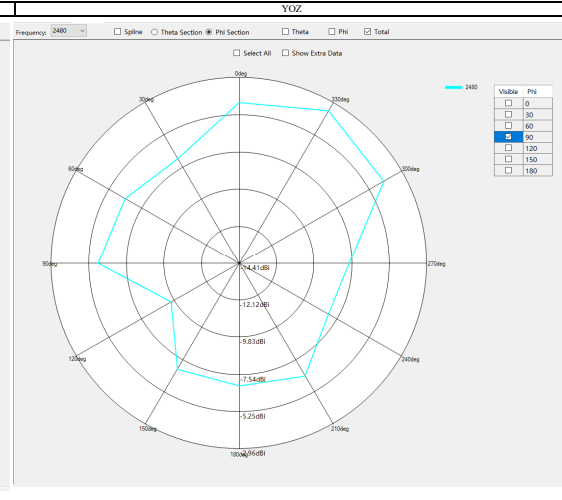 YOZ
Frequency: 2480 Spline Theta Section Phi Section Theta Phi Total
Select All Show Extra Data
0deg
2480
Visible Phi
30deg 330deg
0
30
60
90
120
150
180
60deg 300deg
90deg 270deg
-14.41dBi
-12.12dBi
-9.83dBi
120deg 240deg
-7.54dBi
-5.25dBi
150deg 210deg
180deg
-2.96dBi